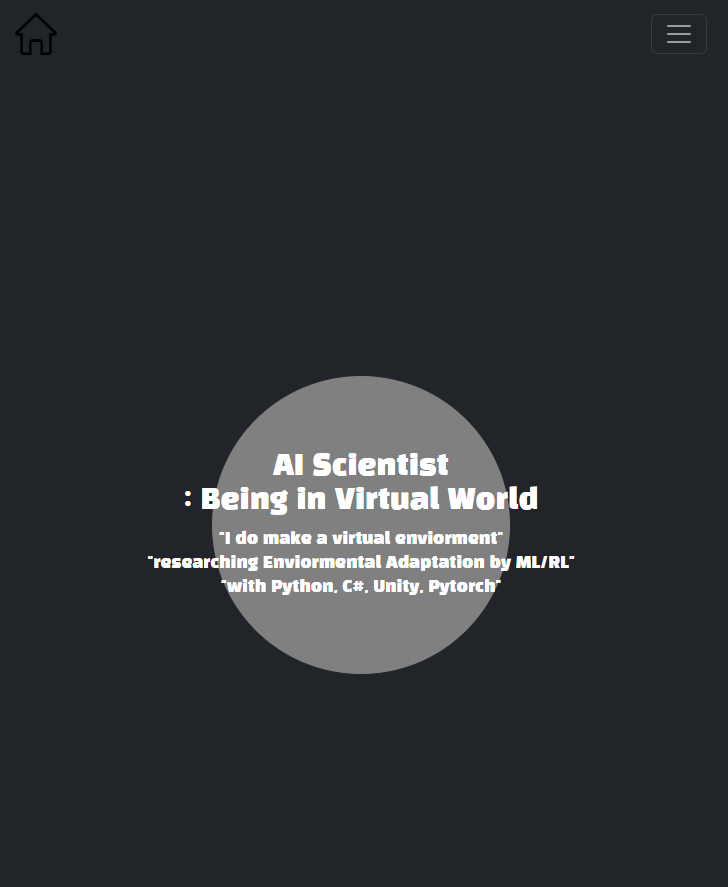 AI Scientist
: Being in Virtual World
"I do make a virtual enviorment"
"researching Enviormental Adaptation by ML/RL"
"with Python, C#, Unity, Pytorch"